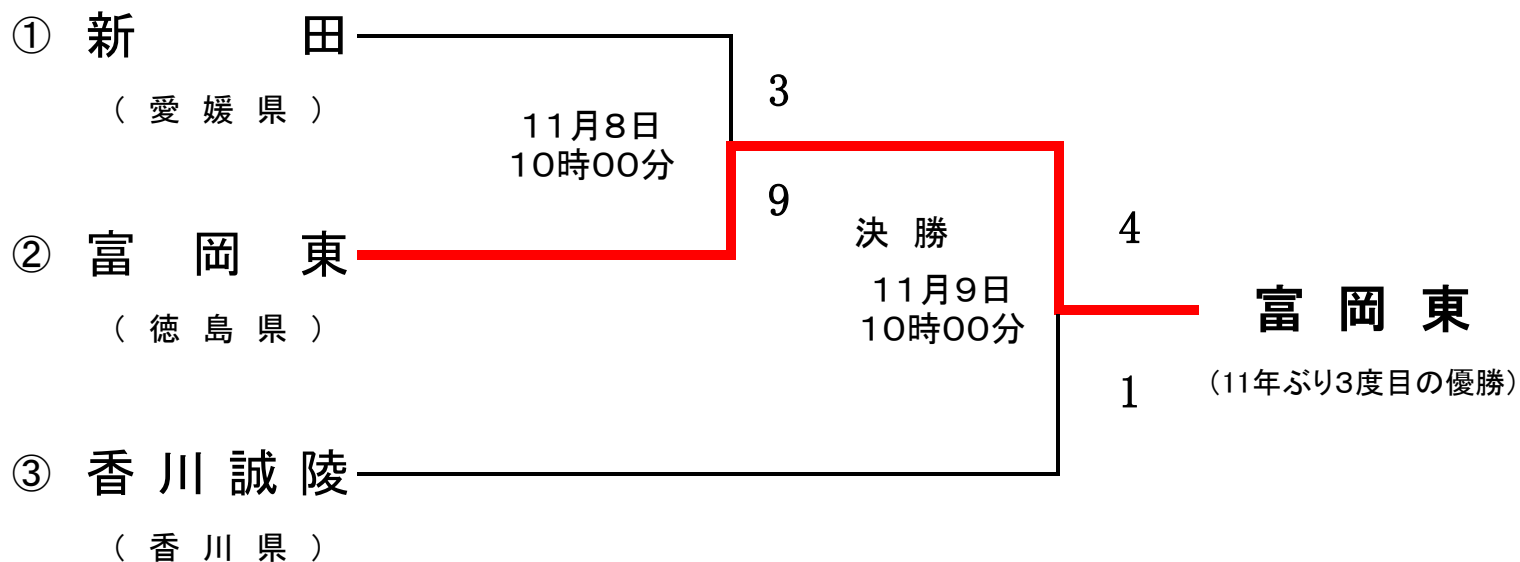 ① 新田
（愛媛県）
11月8日
10時00分
3
9
② 富岡東
（徳島県）
決勝
11月9日
10時00分
4
1
富岡東
（11年ぶり3度目の優勝）
③ 香川誠陵
（香川県）